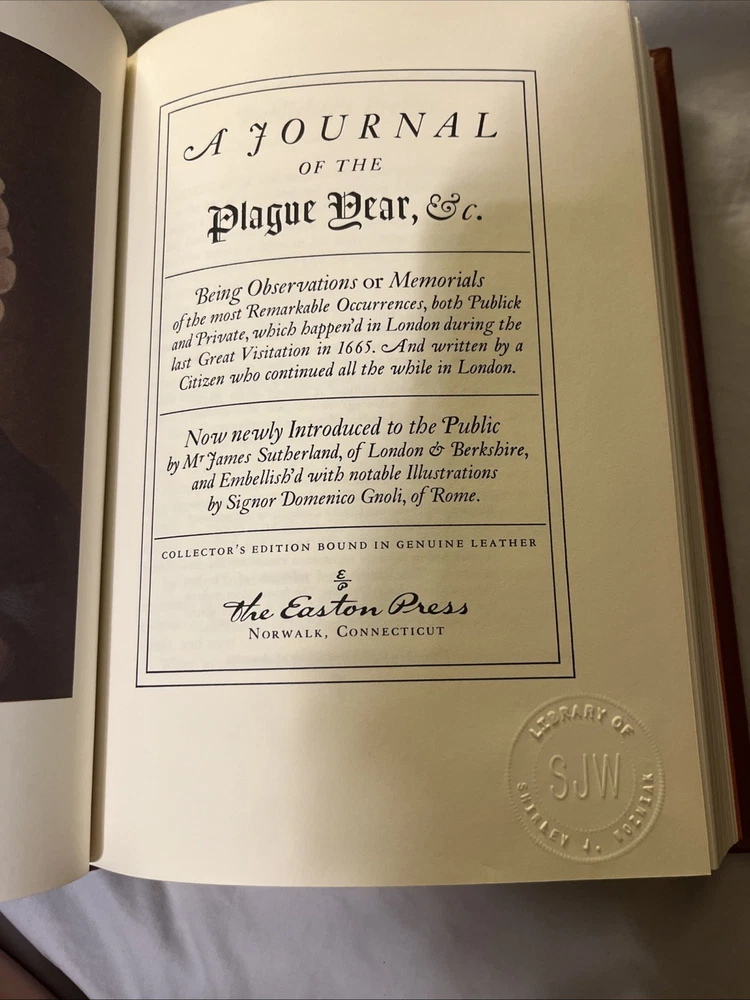 A JOURNAL
OF THE
Plague Year, &c.
Being Observations or Memorials
of the most Remarkable Occurrences, both Publick
and Private, which happen'd in London during the
last Great Visitation in 1665. And written by a
Citizen who continued all the while in London.
Now newly Introduced to the Public
by Mr James Sutherland, of London & Berkshire,
and Embellish'd with notable Illustrations
by Signor Domenico Gnoli, of Rome.
COLLECTOR'S EDITION BOUND IN GENUINE LEATHER
E
P
The Easton Press
NORWALK, CONNECTICUT
LIBRARY OF
SJW
SHIRLEY J. WOZNIAK